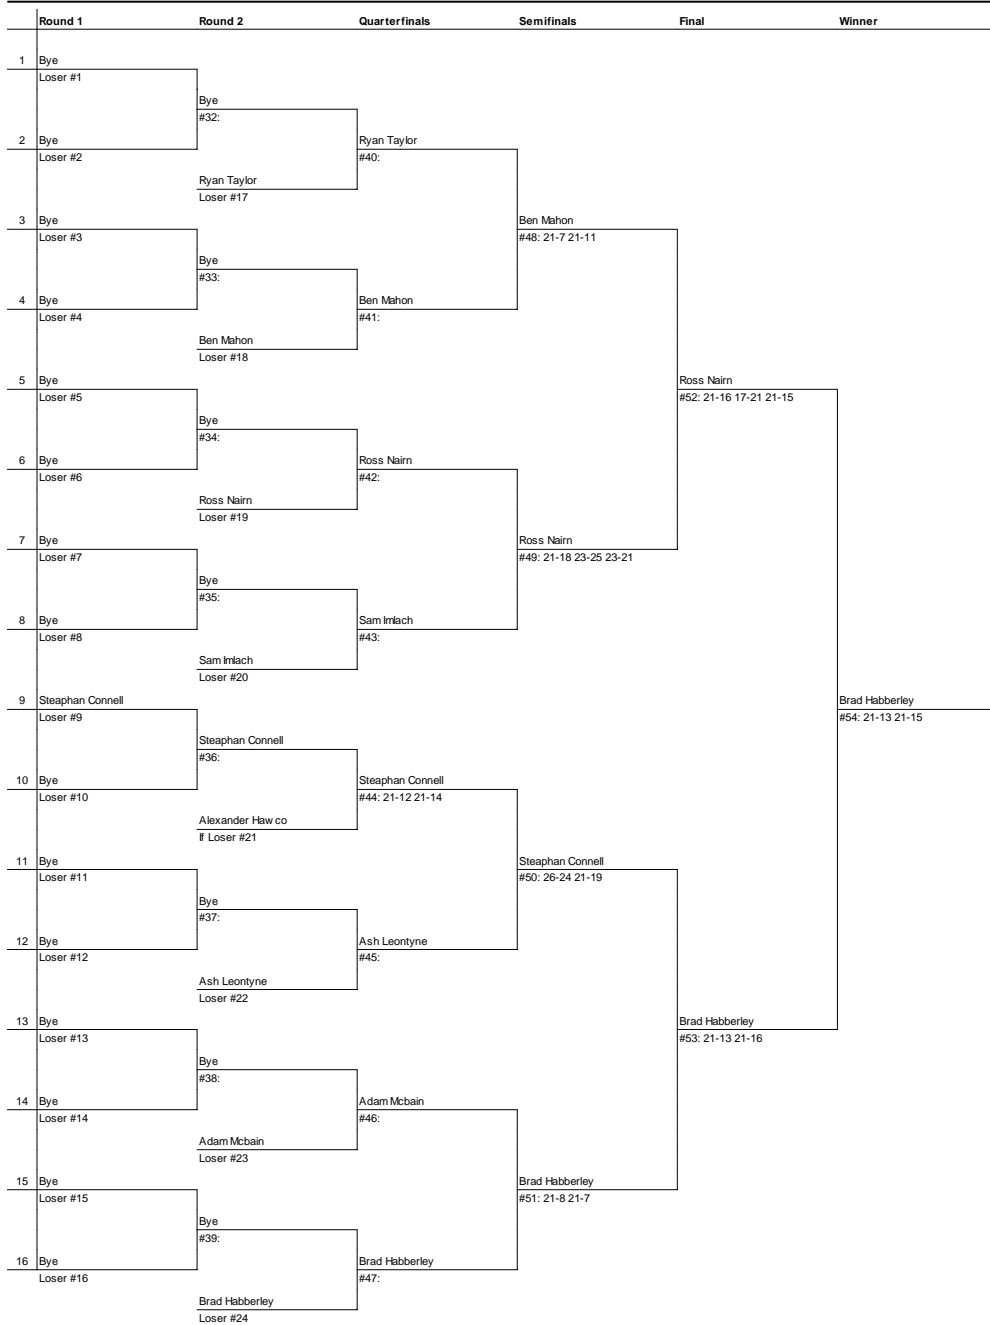 Round 1 Round 2 Quarterfinals Semifinals Final Winner
1 Bye
Loser #1
Bye
#32:
2 Bye Ryan Taylor
Loser #2 #40:
Ryan Taylor
Loser #17
3 Bye Ben Mahon
Loser #3 #48: 21-7 21-11
Bye
#33:
4 Bye Ben Mahon
Loser #4 #41:
Ben Mahon
Loser #18
5 Bye Ross Nairn
Loser #5 #52: 21-16 17-21 21-15
Bye
#34:
6 Bye Ross Nairn
Loser #6 #42:
Ross Nairn
Loser #19
7 Bye Ross Nairn
Loser #7 #49: 21-18 23-25 23-21
Bye
#35:
8 Bye Sam Imlach
Loser #8 #43:
Sam Imlach
Loser #20
9 Steaphan Connell Brad Habberley
Loser #9 #54: 21-13 21-15
Steaphan Connell
#36:
10 Bye Steaphan Connell
Loser #10 #44: 21-12 21-14
Alexander Hawco
If Loser #21
11 Bye Steaphan Connell
Loser #11 #50: 26-24 21-19
Bye
#37:
12 Bye Ash Leontyne
Loser #12 #45:
Ash Leontyne
Loser #22
13 Bye Brad Habberley
Loser #13 #53: 21-13 21-16
Bye
#38:
14 Bye Adam Mcbain
Loser #14 #46:
Adam Mcbain
Loser #23
15 Bye Brad Habberley
Loser #15 #51: 21-8 21-7
Bye
#39:
16 Bye Brad Habberley
Loser #16 #47:
Brad Habberley
Loser #24